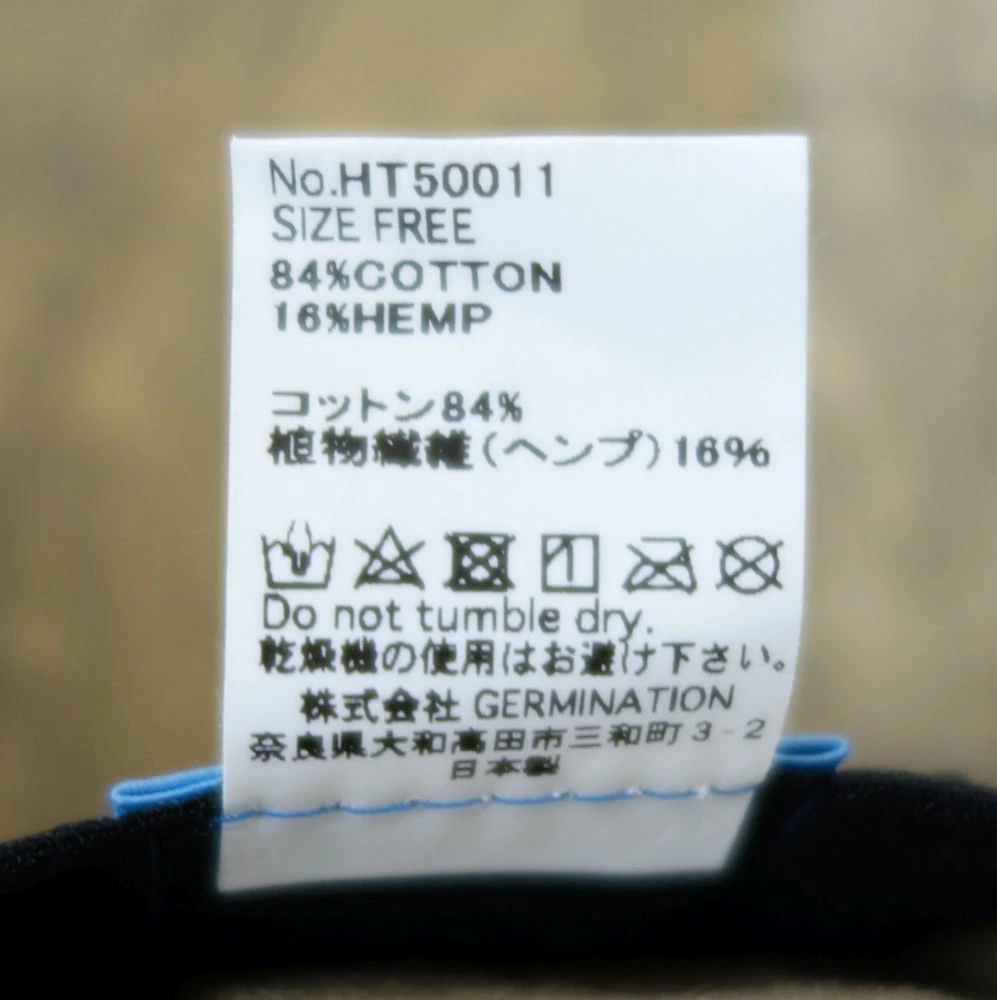 No.HT50011
SIZE FREE
84%COTTON
16%HEMP
コットン84%
植物繊維(ヘンプ)16%
Do not tumble dry.
乾燥機の使用はお避け下さい。
株式会社 GERMINATION
奈良県大和高田市三和町3-2
日本製